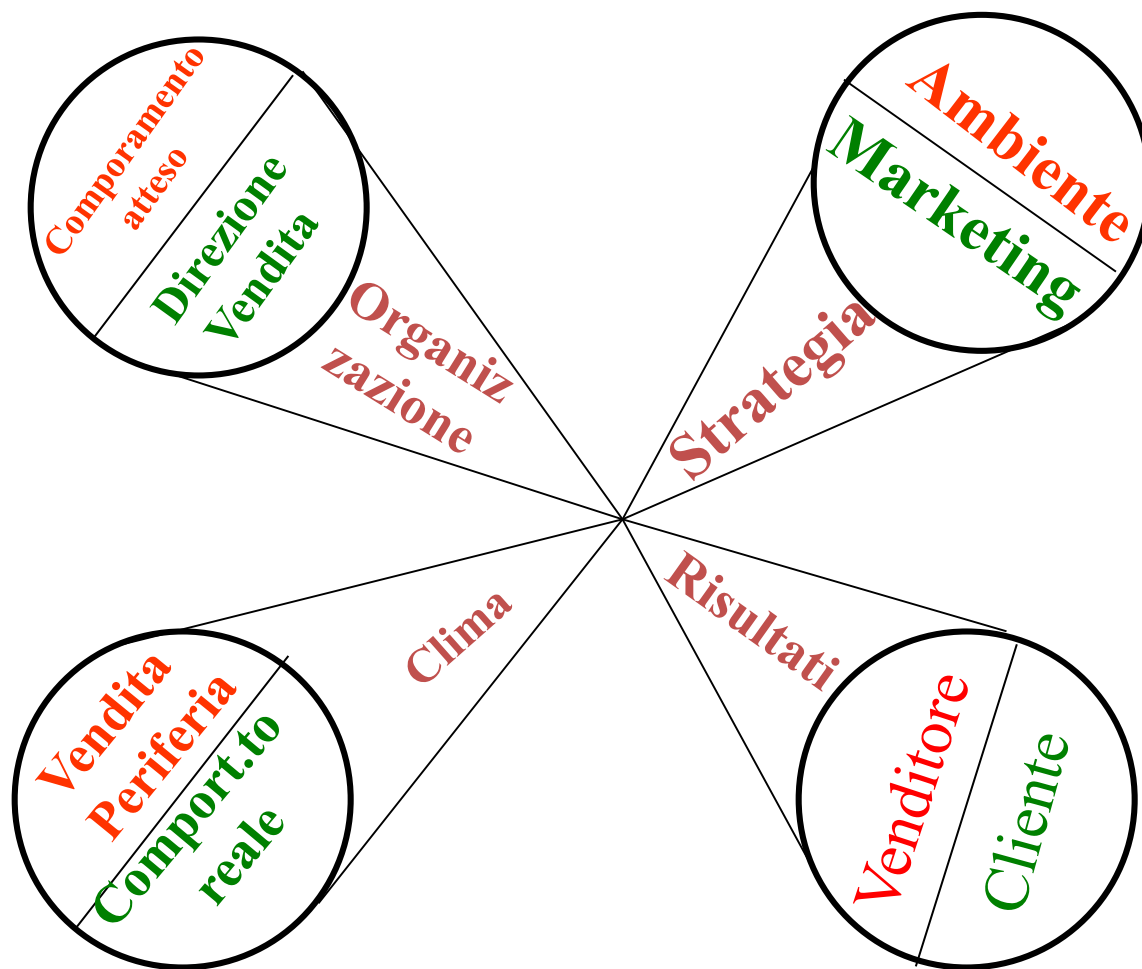 Comporamento
atteso
Direzione
Vendita
Organiz
zazione
Ambiente
Marketing
Strategia
Clima
Vendita
Periferia
Comport.to
reale
Risultati
Venditore
Cliente